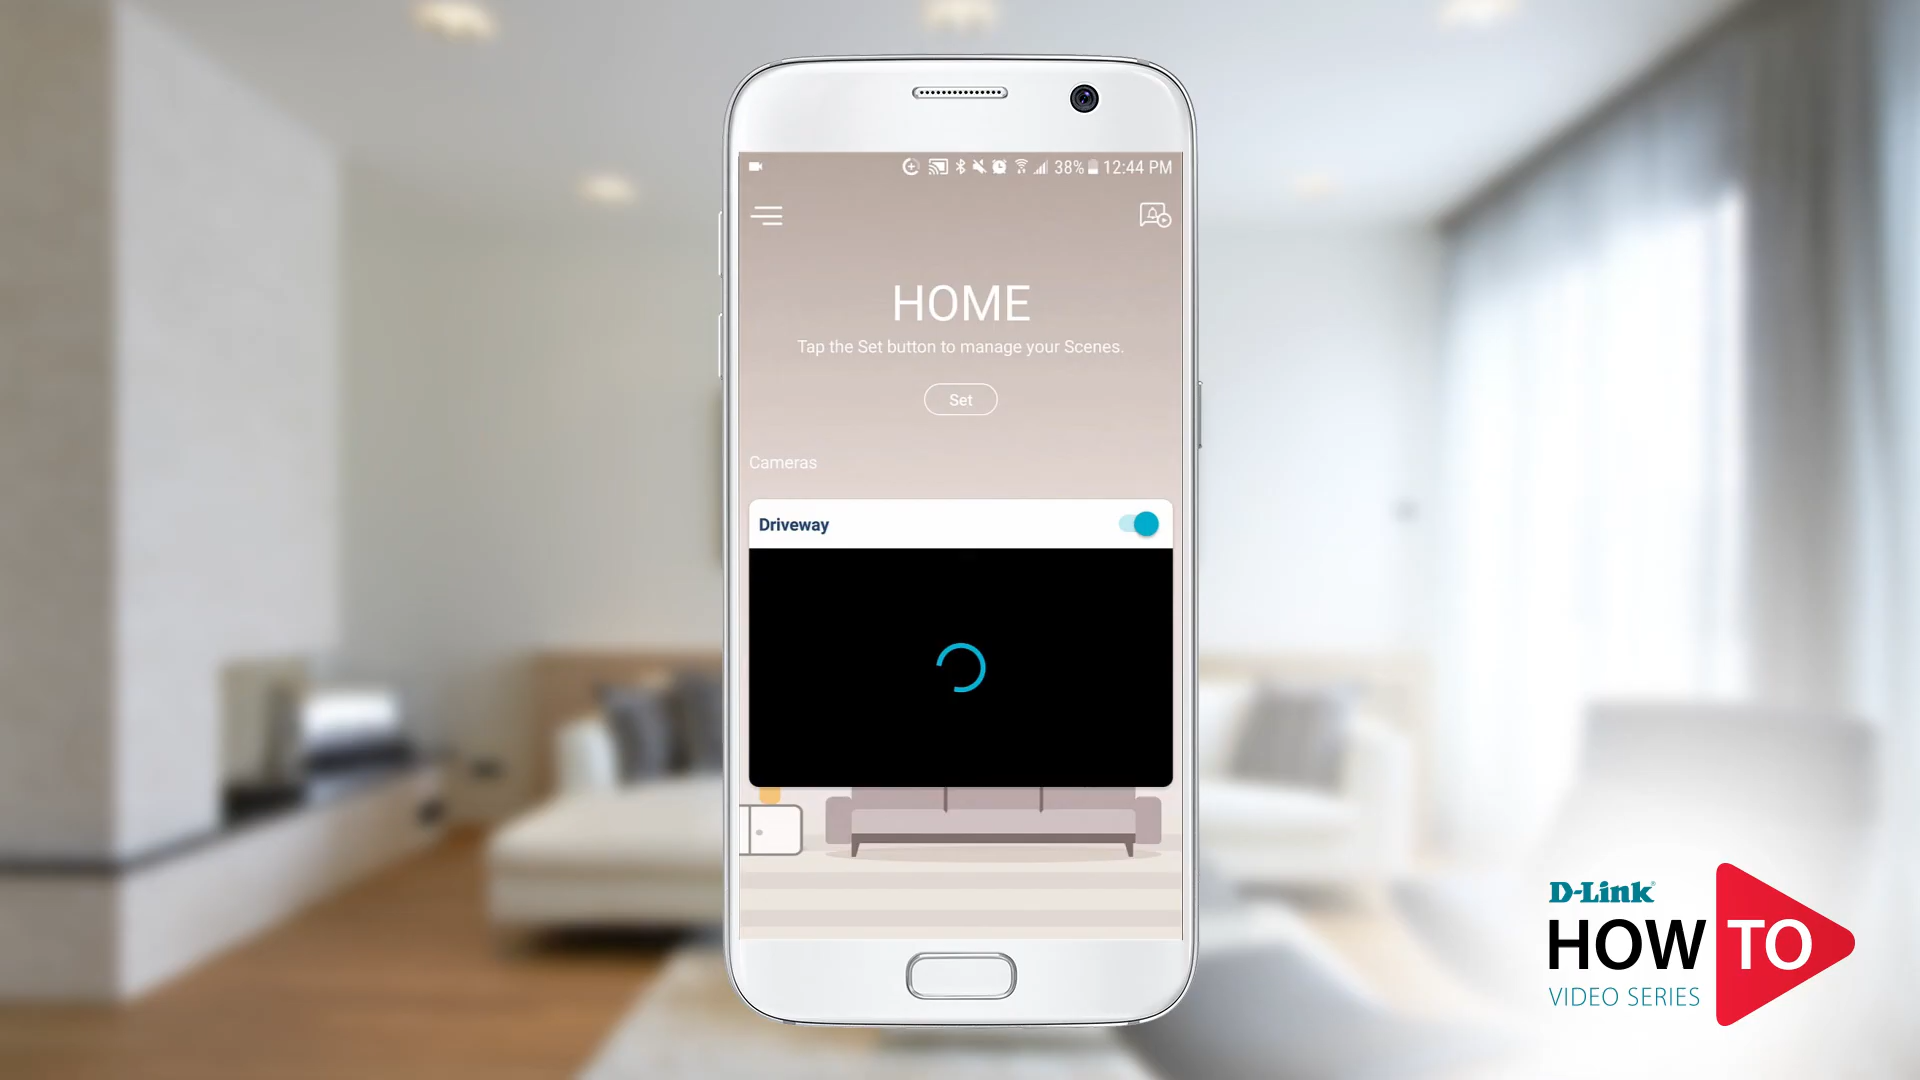 38% 12:44 PM
HOME
Tap the Set button to manage your Scenes.
Set
Cameras
Driveway
D-Link®
HOW TO
VIDEO SERIES